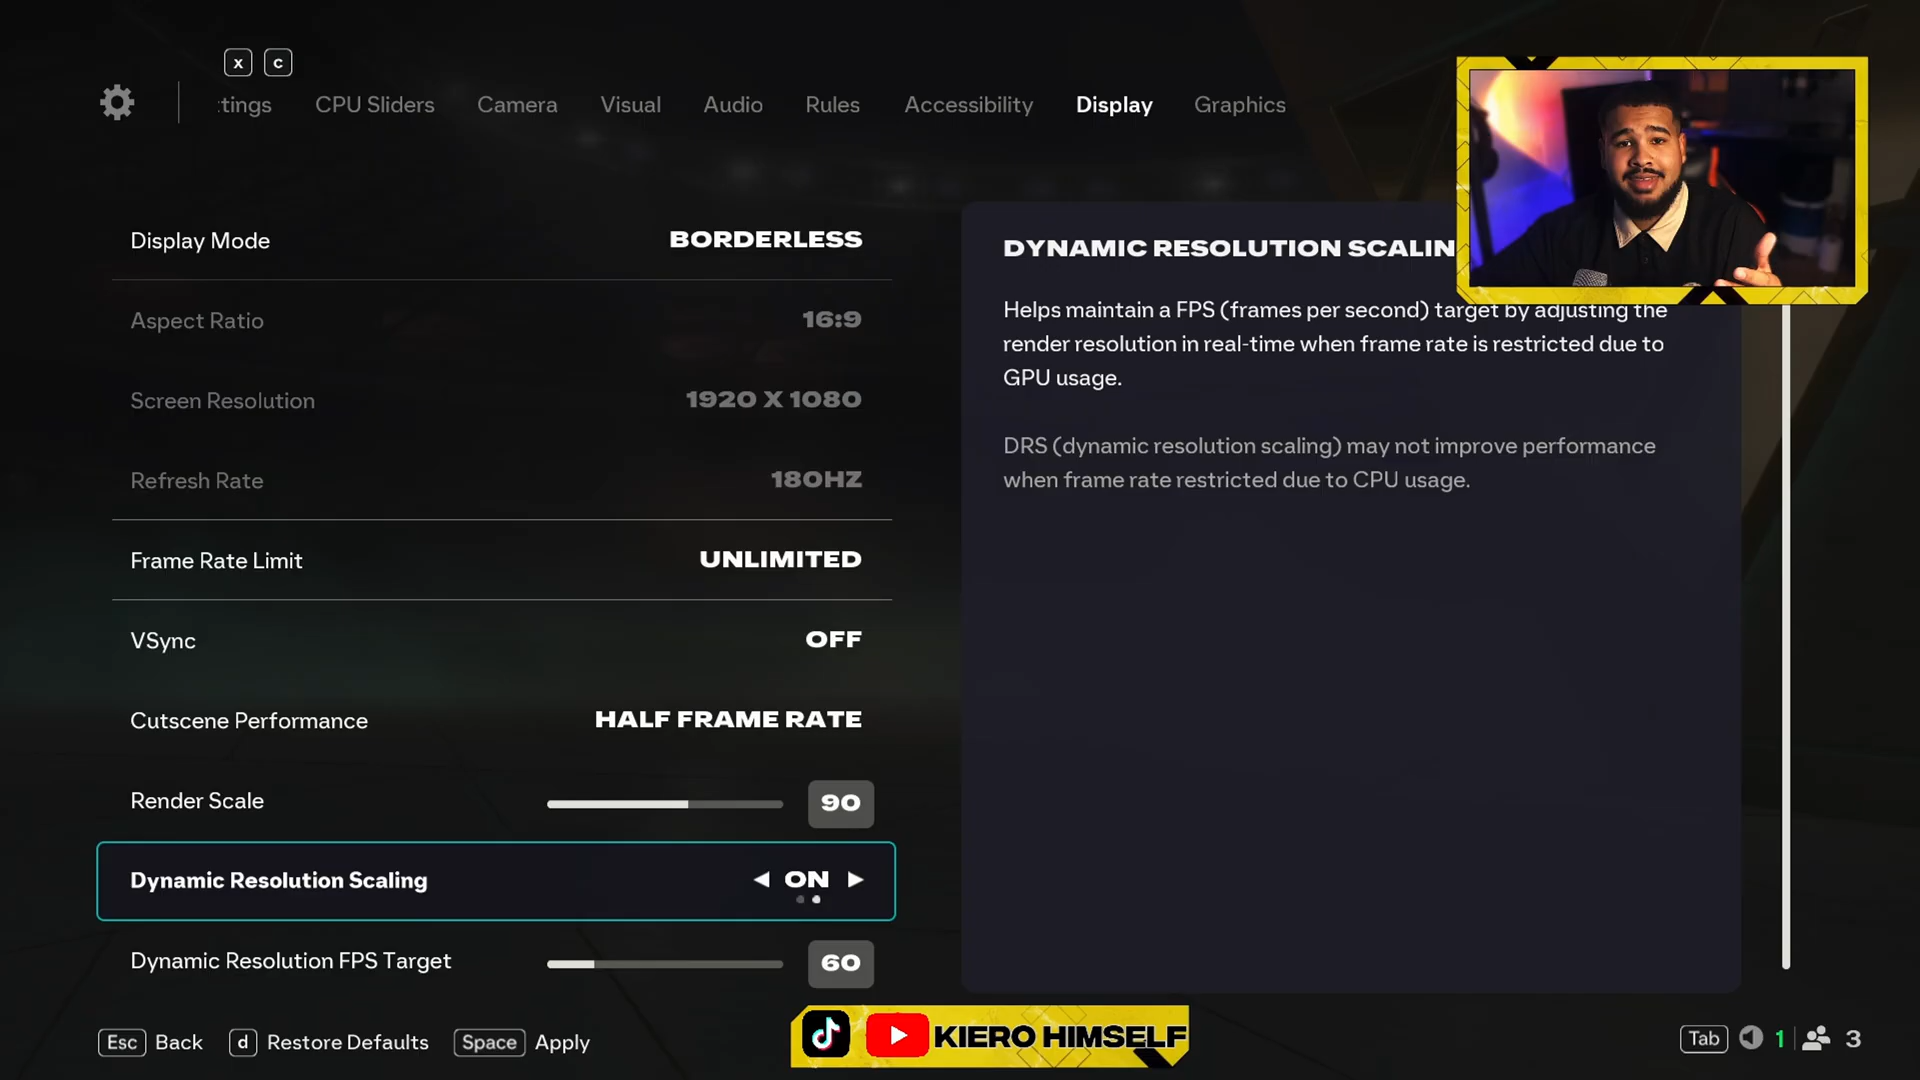 x c
tings CPU Sliders Camera Visual Audio Rules Accessibility Display Graphics
Display Mode BORDERLESS
Aspect Ratio 16:9
Screen Resolution 1920 X 1080
Refresh Rate 180HZ
Frame Rate Limit UNLIMITED
VSync OFF
Cutscene Performance HALF FRAME RATE
Render Scale 90
Dynamic Resolution Scaling ON
Dynamic Resolution FPS Target 60
DYNAMIC RESOLUTION SCALIN
Helps maintain a FPS (frames per second) target by adjusting the
render resolution in real-time when frame rate is restricted due to
GPU usage.
DRS (dynamic resolution scaling) may not improve performance
when frame rate restricted due to CPU usage.
Esc Back d Restore Defaults Space Apply
KIERO HIMSELF
Tab 1 3